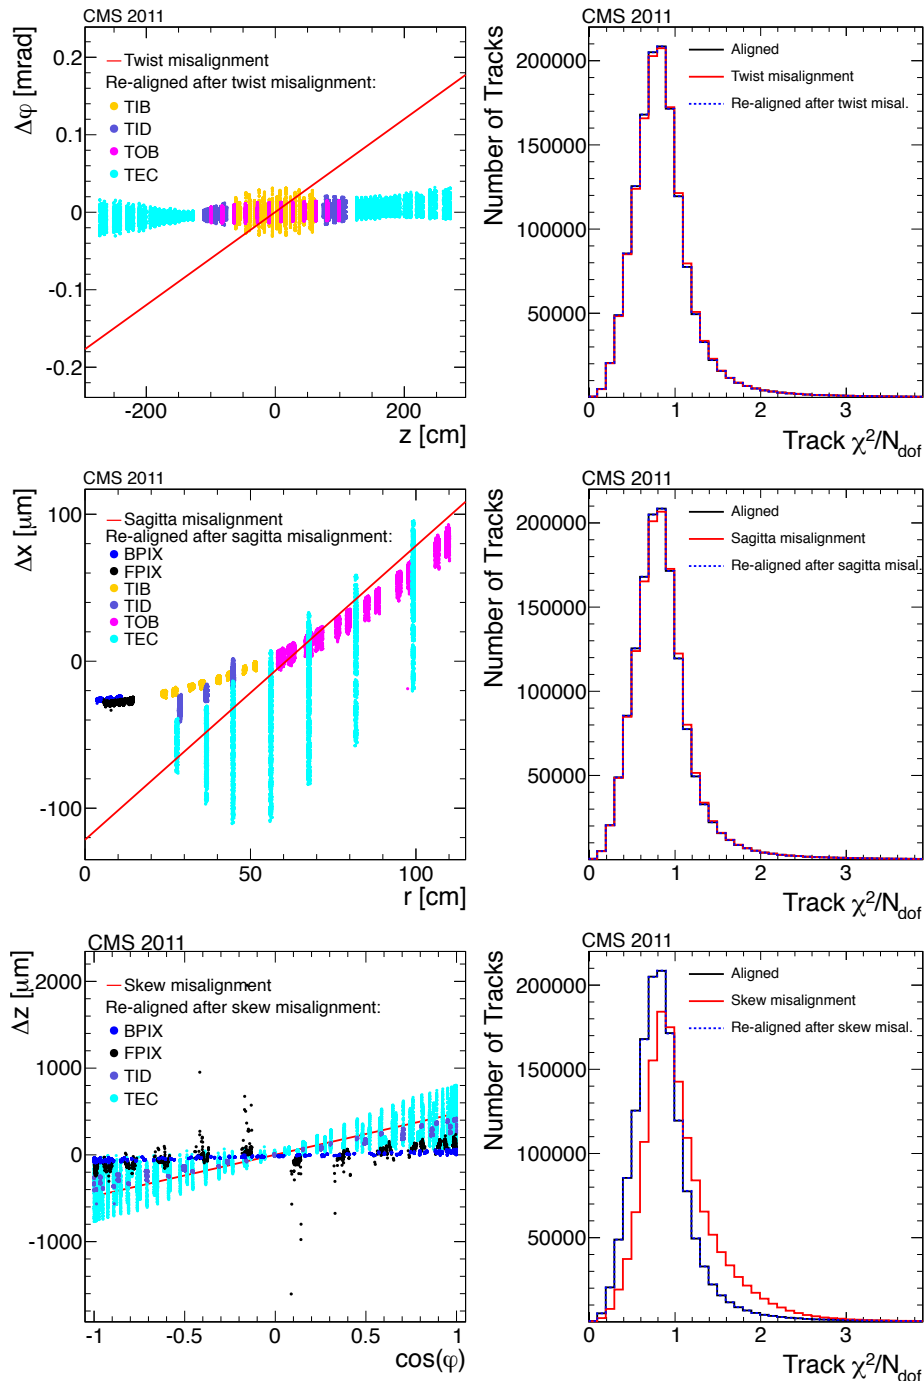 CMS 2011
Δφ [mrad]
0.2
0.1
0
-0.1
-0.2
Twist misalignment
Re-aligned after twist misalignment:
TIB
TID
TOB
TEC
-200
0
200
z [cm]
CMS 2011
Number of Tracks
200000
150000
100000
50000
Aligned
Twist misalignment
Re-aligned after twist misal.
0
1
2
3
Track χ²/N_dof
CMS 2011
Δx [μm]
100
0
-100
Sagitta misalignment
Re-aligned after sagitta misalignment:
BPIX
FPIX
TIB
TID
TOB
TEC
0
50
100
r [cm]
CMS 2011
Number of Tracks
200000
150000
100000
50000
Aligned
Sagitta misalignment
Re-aligned after sagitta misal.
0
1
2
3
Track χ²/N_dof
CMS 2011
Δz [μm]
2000
1000
0
-1000
Skew misalignment
Re-aligned after skew misalignment:
BPIX
FPIX
TID
TEC
-1
-0.5
0
0.5
1
cos(φ)
CMS 2011
Number of Tracks
200000
150000
100000
50000
Aligned
Skew misalignment
Re-aligned after skew misal.
0
1
2
3
Track χ²/N_dof